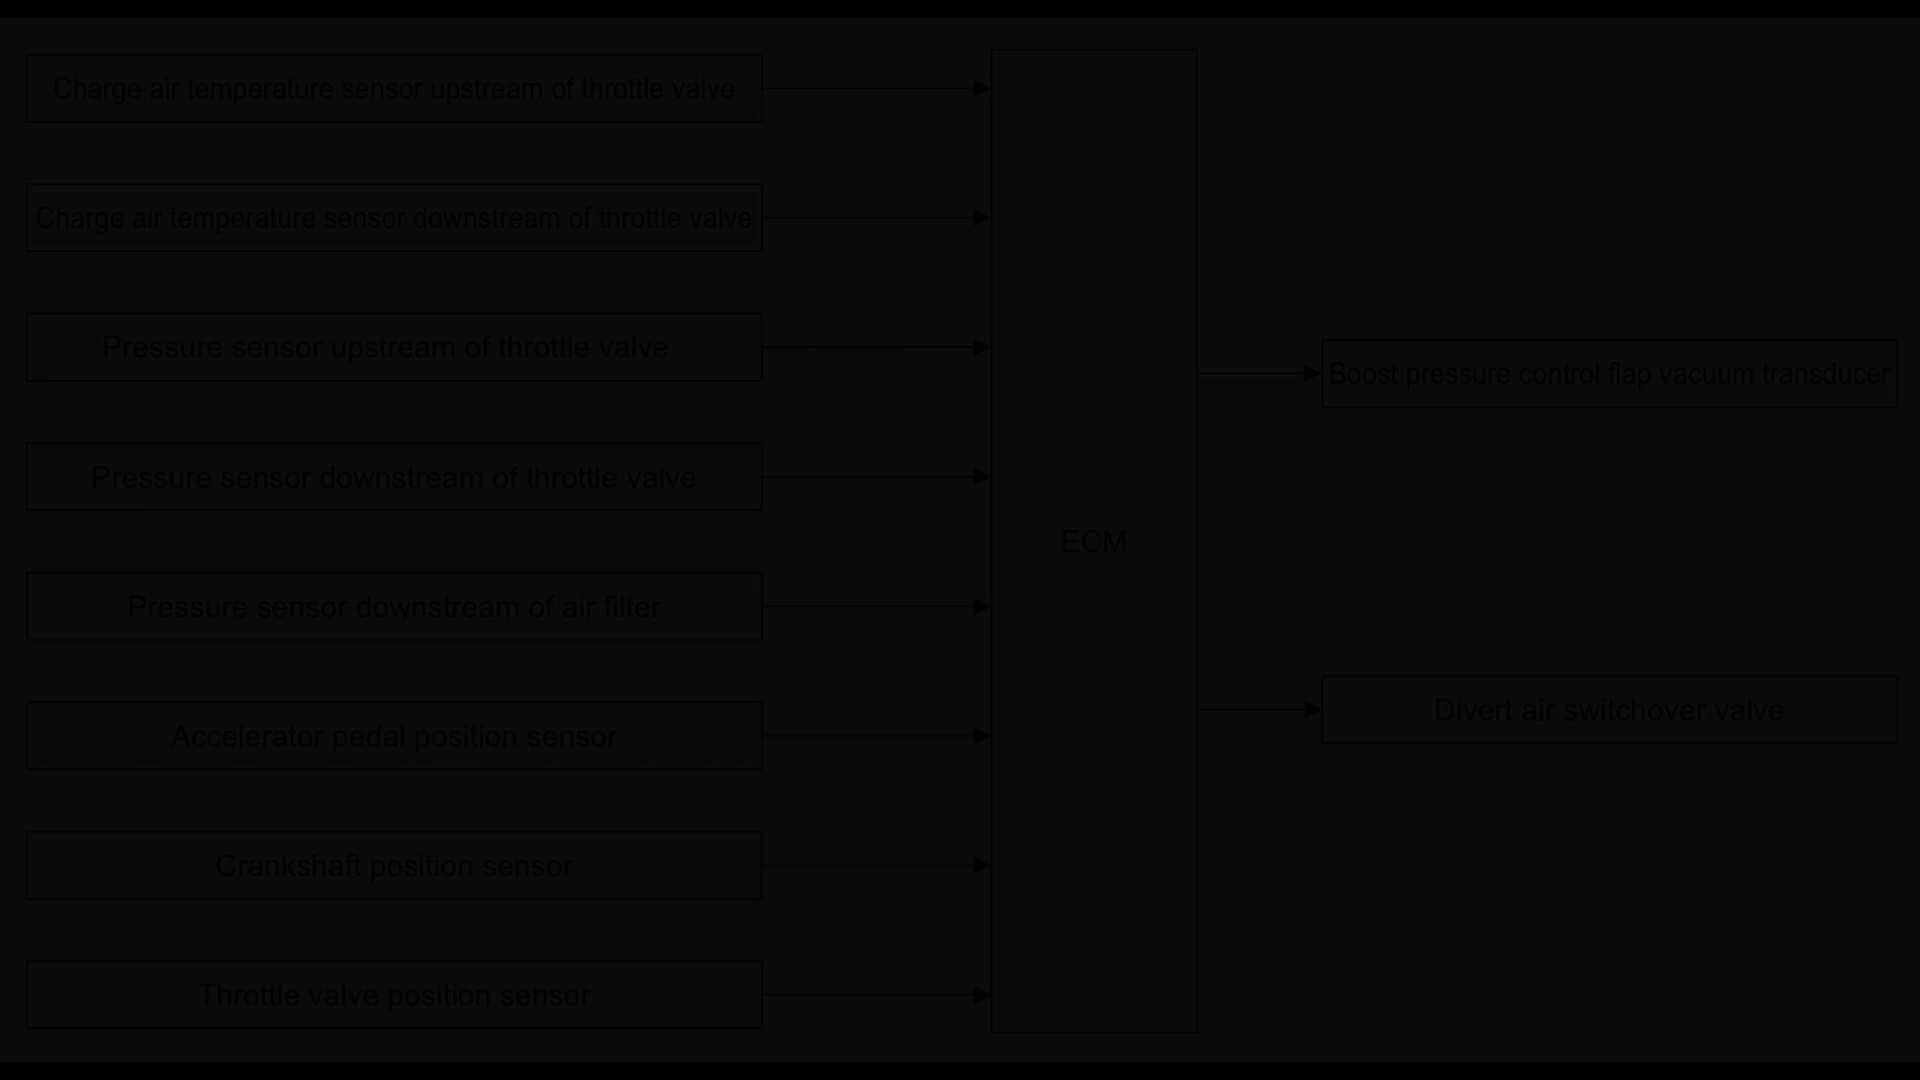 Charge air temperature sensor upstream of throttle valve
Charge air temperature sensor downstream of throttle valve
Pressure sensor upstream of throttle valve
Pressure sensor downstream of throttle valve
Pressure sensor downstream of air filter
Accelerator pedal position sensor
Crankshaft position sensor
Throttle valve position sensor
ECM
Boost pressure control flap vacuum transducer
Divert air switchover valve